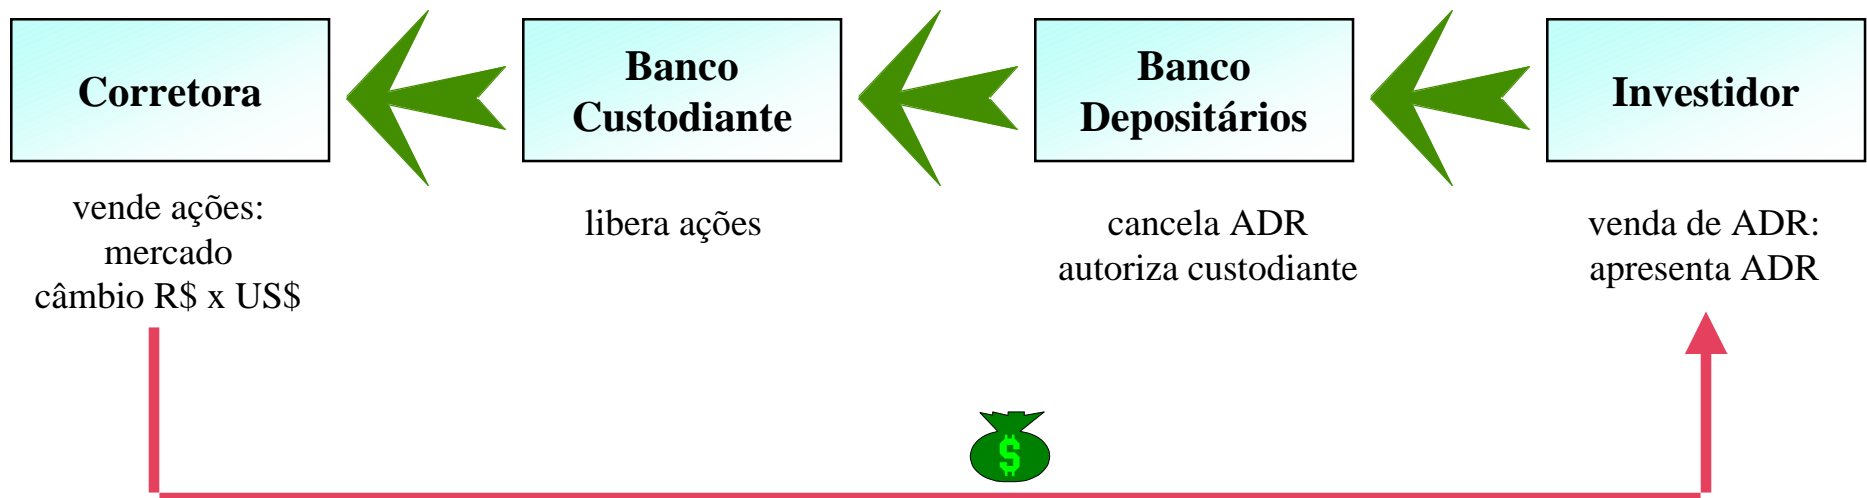 Corretora
Banco
Custodiante
Banco
Depositários
Investidor
vende ações:
mercado
câmbio R$ x US$
libera ações
cancela ADR
autoriza custodiante
venda de ADR:
apresenta ADR
$